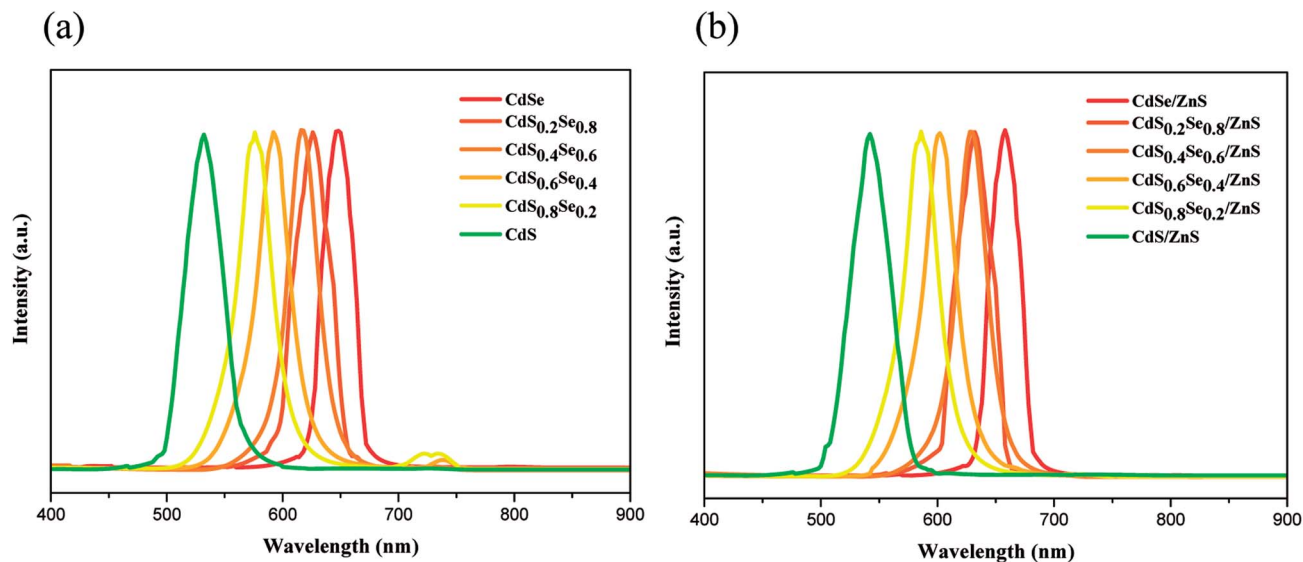 (a)
CdSe
CdS0.2Se0.8
CdS0.4Se0.6
CdS0.6Se0.4
CdS0.8Se0.2
CdS
Intensity (a.u.)
400 500 600 700 800 900
Wavelength (nm)
(b)
CdSe/ZnS
CdS0.2Se0.8/ZnS
CdS0.4Se0.6/ZnS
CdS0.6Se0.4/ZnS
CdS0.8Se0.2/ZnS
CdS/ZnS
Intensity (a.u.)
400 500 600 700 800 900
Wavelength (nm)